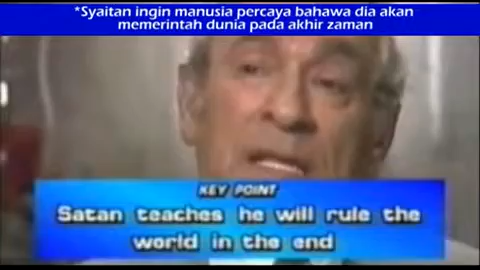 *Syaitan ingin manusia percaya bahawa dia akan
memerintah dunia pada akhir zaman
KEY POINT
Satan teaches he will rule the
world in the end